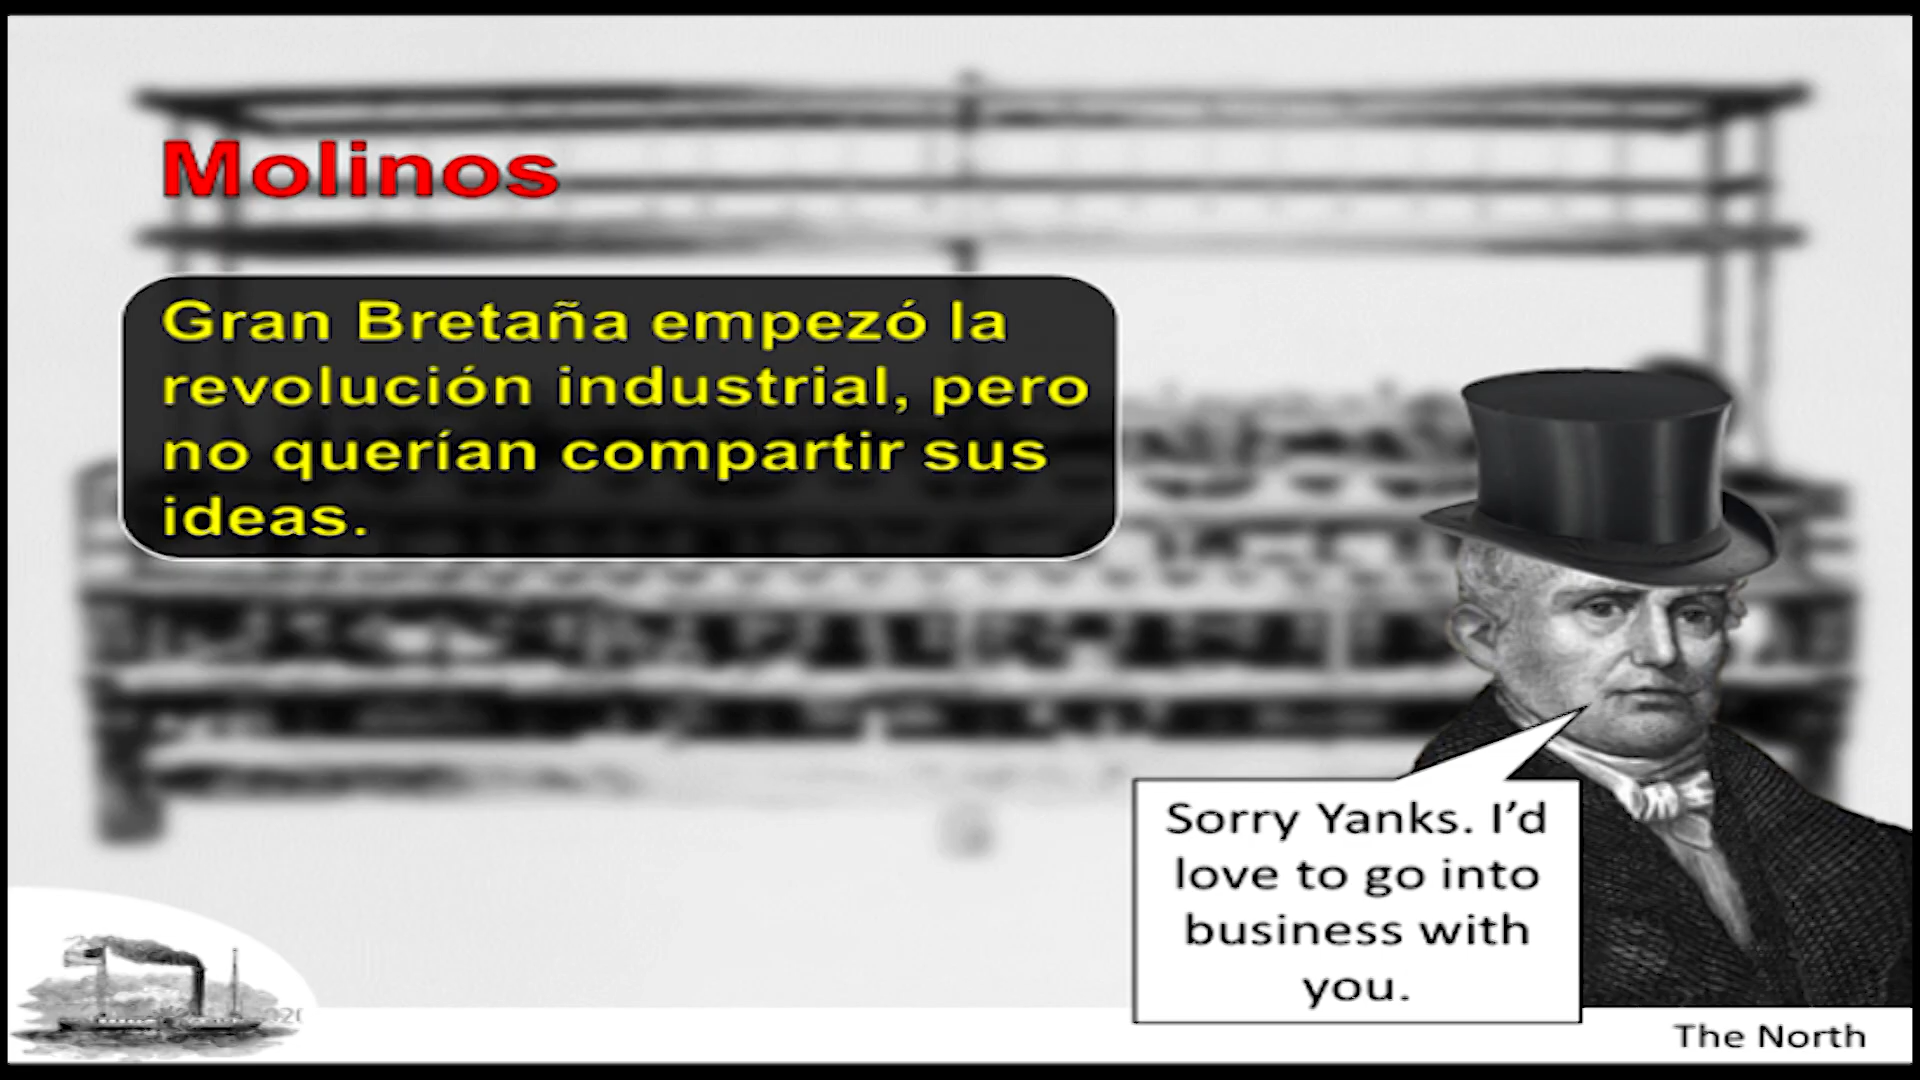 Molinos
Gran Bretaña empezó la
revolución industrial, pero
no querían compartir sus
ideas.
Sorry Yanks. I’d
love to go into
business with
you.
The North